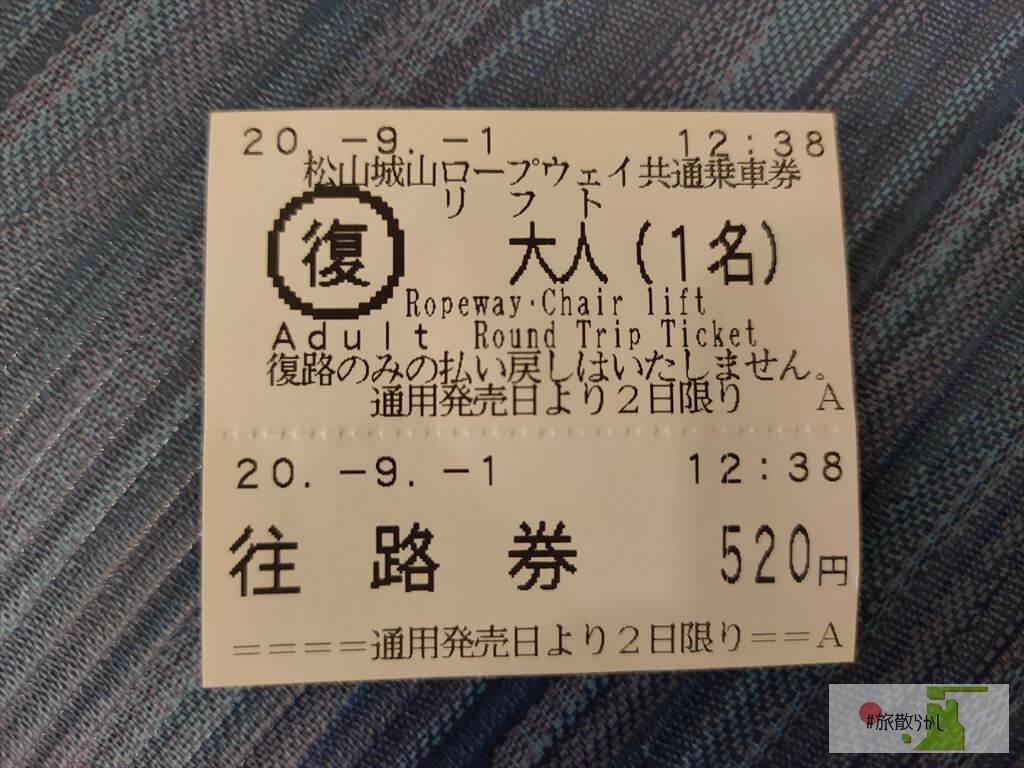 20. -9. -1 12:38
松山城山ロープウェイ共通乗車券
リフト
復 大人(1名)
Ropeway・Chair lift
Adult Round Trip Ticket
復路のみの払い戻しはいたしません。
通用発売日より2日限り A
20. -9. -1 12:38
往路券 520円
====通用発売日より2日限り==A
#旅散らかし